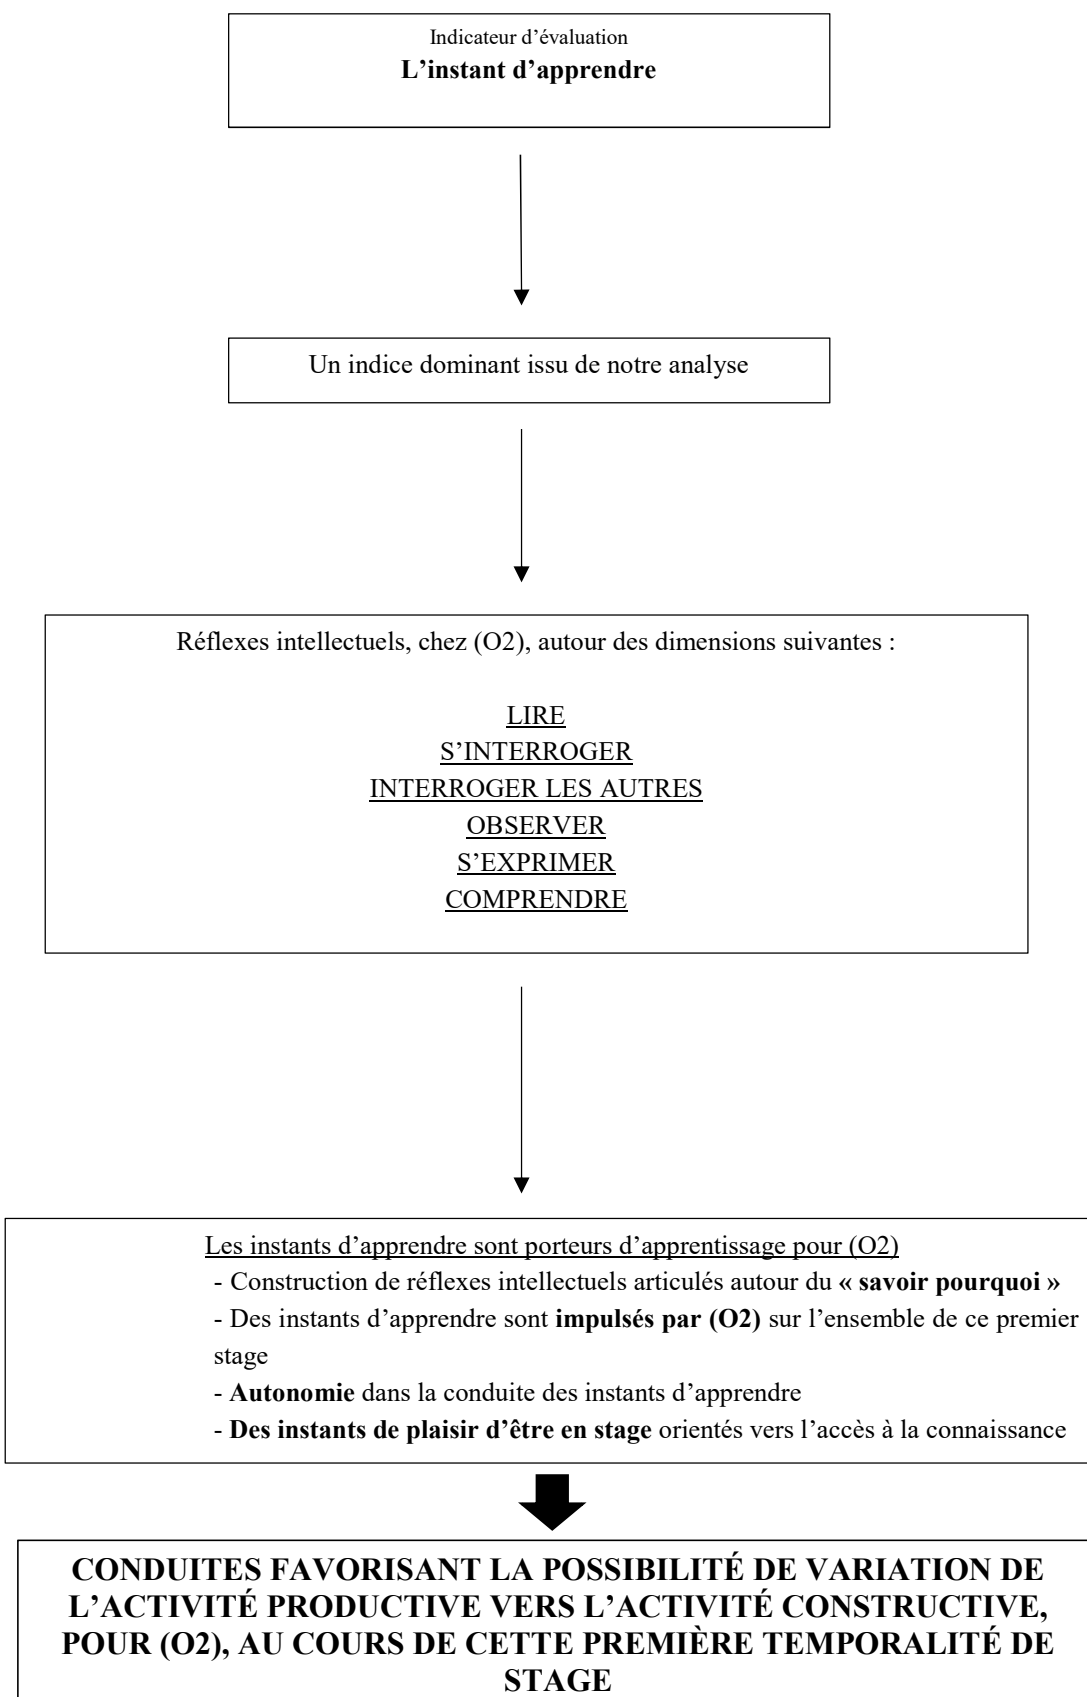 Indicateur d’évaluation
L’instant d’apprendre
Un indice dominant issu de notre analyse
Réflexes intellectuels, chez (O2), autour des dimensions suivantes :
LIRE
S’INTERROGER
INTERROGER LES AUTRES
OBSERVER
S’EXPRIMER
COMPRENDRE
Les instants d’apprendre sont porteurs d’apprentissage pour (O2)
- Construction de réflexes intellectuels articulés autour du « savoir pourquoi »
- Des instants d’apprendre sont impulsés par (O2) sur l’ensemble de ce premier
stage
- Autonomie dans la conduite des instants d’apprendre
- Des instants de plaisir d’être en stage orientés vers l’accès à la connaissance
CONDUITES FAVORISANT LA POSSIBILITÉ DE VARIATION DE
L’ACTIVITÉ PRODUCTIVE VERS L’ACTIVITÉ CONSTRUCTIVE,
POUR (O2), AU COURS DE CETTE PREMIÈRE TEMPORALITÉ DE
STAGE